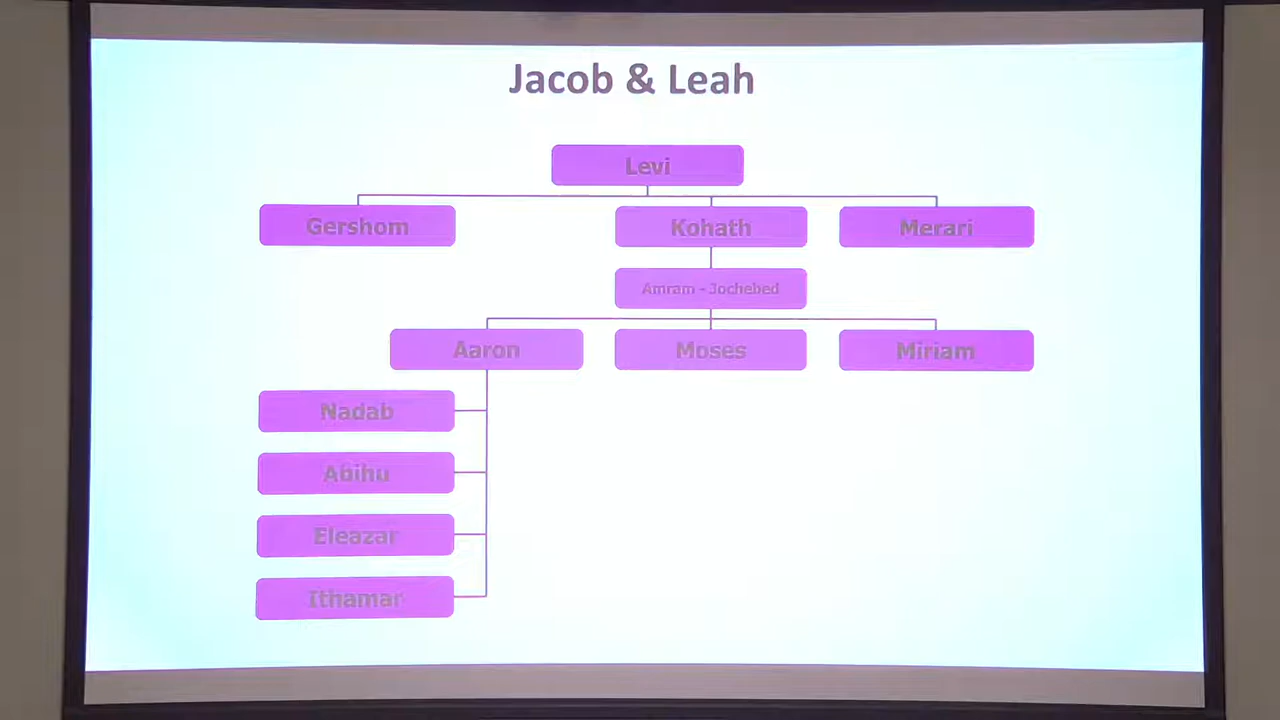 Jacob & Leah
Levi
Gershom
Kohath
Merari
Amram - Jochebed
Aaron
Moses
Miriam
Nadab
Abihu
Eleazar
Ithamar